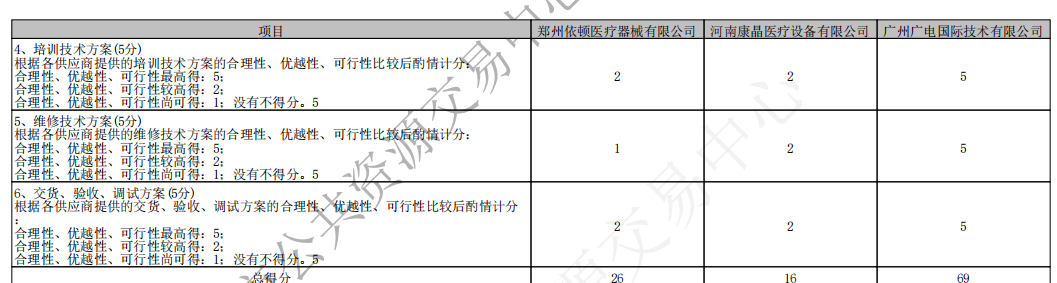 项目 郑州依顿医疗器械有限公司 河南康晶医疗设备有限公司 广州广电国际技术有限公司
4、培训技术方案(5分)
根据各供应商提供的培训技术方案的合理性、优越性、可行性比较后酌情计分:
合理性、优越性、可行性最高得：5;
合理性、优越性、可行性较高得：2;
合理性、优越性、可行性尚可得：1; 没有不得分。5
2 2 5
5、维修技术方案(5分)
根据各供应商提供的维修技术方案的合理性、优越性、可行性比较后酌情计分:
合理性、优越性、可行性最高得：5;
合理性、优越性、可行性较高得：2;
合理性、优越性、可行性尚可得：1; 没有不得分。5
1 2 5
6、交货、验收、调试方案(5分)
根据各供应商提供的交货、验收、调试方案的合理性、优越性、可行性比较后酌情计分
:
合理性、优越性、可行性最高得：5;
合理性、优越性、可行性较高得：2;
合理性、优越性、可行性尚可得：1; 没有不得分。5
2 2 5
总得分 26 16 69
公共资源交易中心
源交易中心